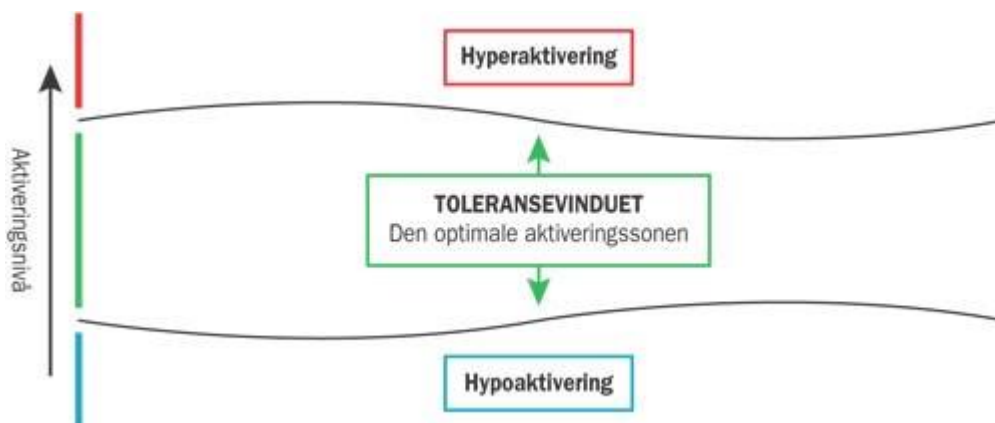 Hyperaktivering
Aktiveringsnivå
TOLERANSEVINDUET
Den optimale aktiveringssonen
Hypoaktivering